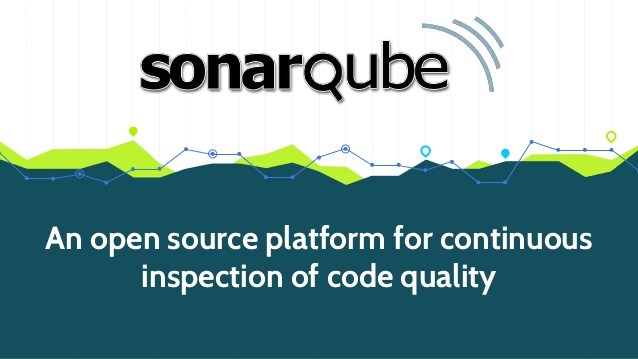 sonarqube
An open source platform for continuous
inspection of code quality